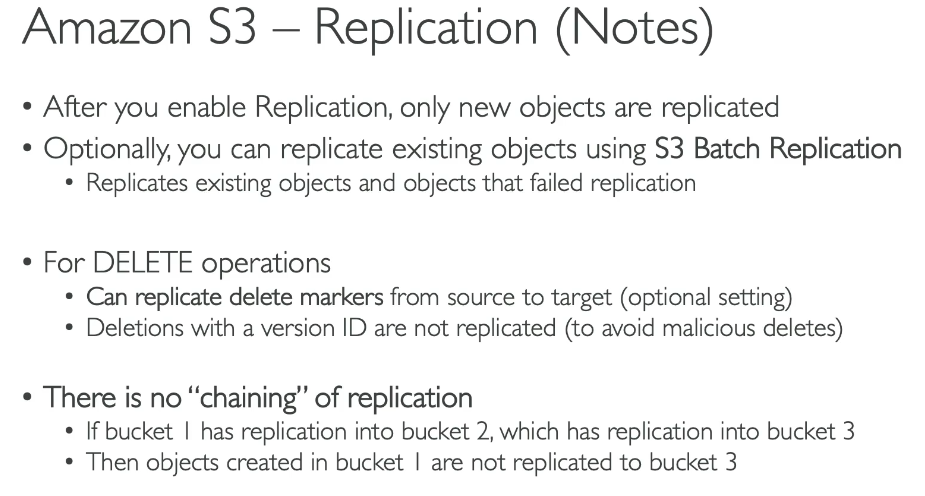 Amazon S3 – Replication (Notes)
• After you enable Replication, only new objects are replicated
• Optionally, you can replicate existing objects using S3 Batch Replication
• Replicates existing objects and objects that failed replication
• For DELETE operations
• Can replicate delete markers from source to target (optional setting)
• Deletions with a version ID are not replicated (to avoid malicious deletes)
• There is no “chaining” of replication
• If bucket 1 has replication into bucket 2, which has replication into bucket 3
• Then objects created in bucket 1 are not replicated to bucket 3